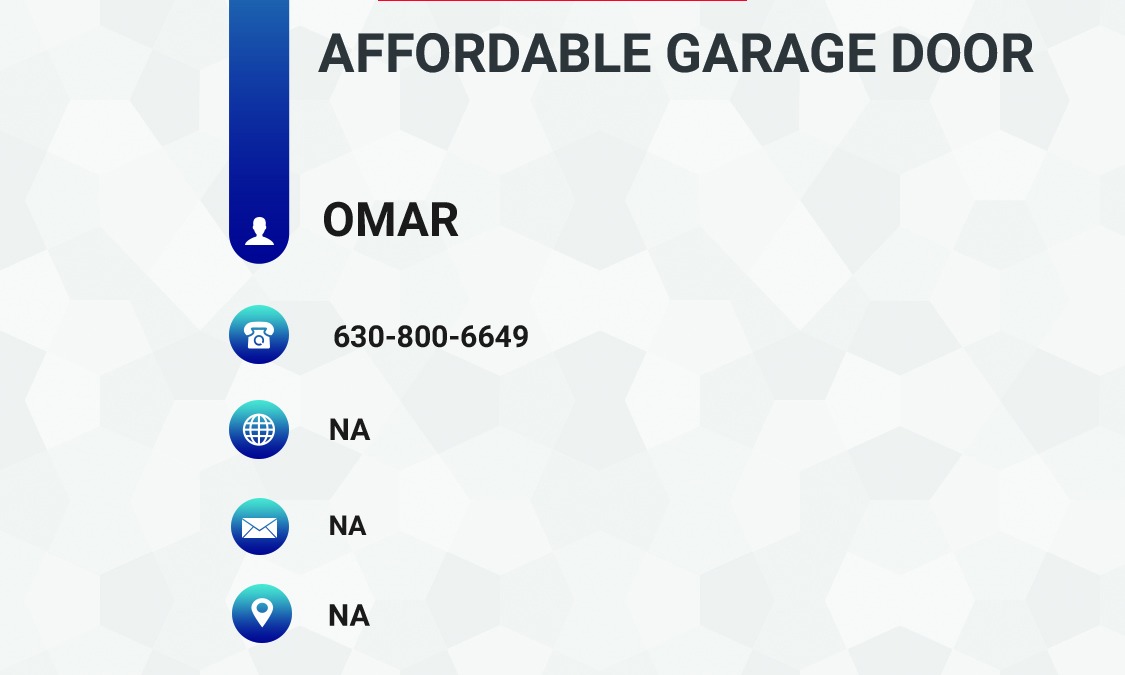 AFFORDABLE GARAGE DOOR
OMAR
630-800-6649
NA
NA
NA